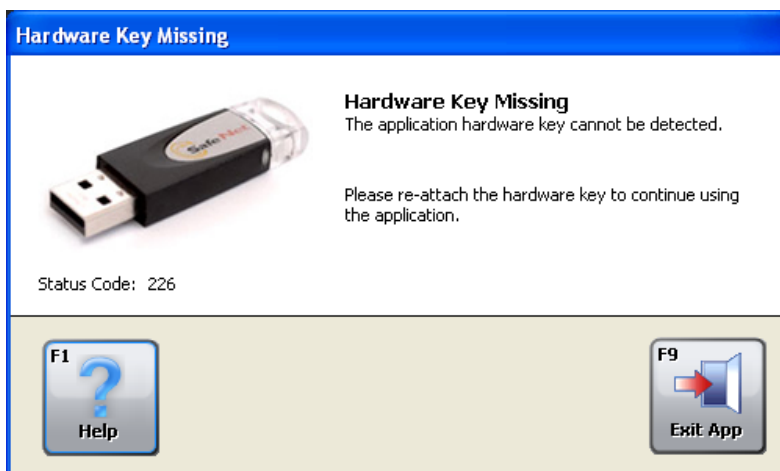 Hardware Key Missing
SafeNet
Hardware Key Missing
The application hardware key cannot be detected.
Please re-attach the hardware key to continue using
the application.
Status Code: 226
F1
Help
F9
Exit App